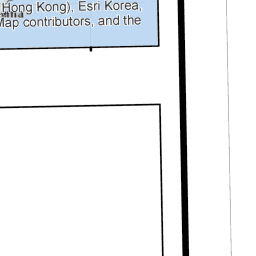 Hong Kong), Esri Korea,
Map contributors, and the